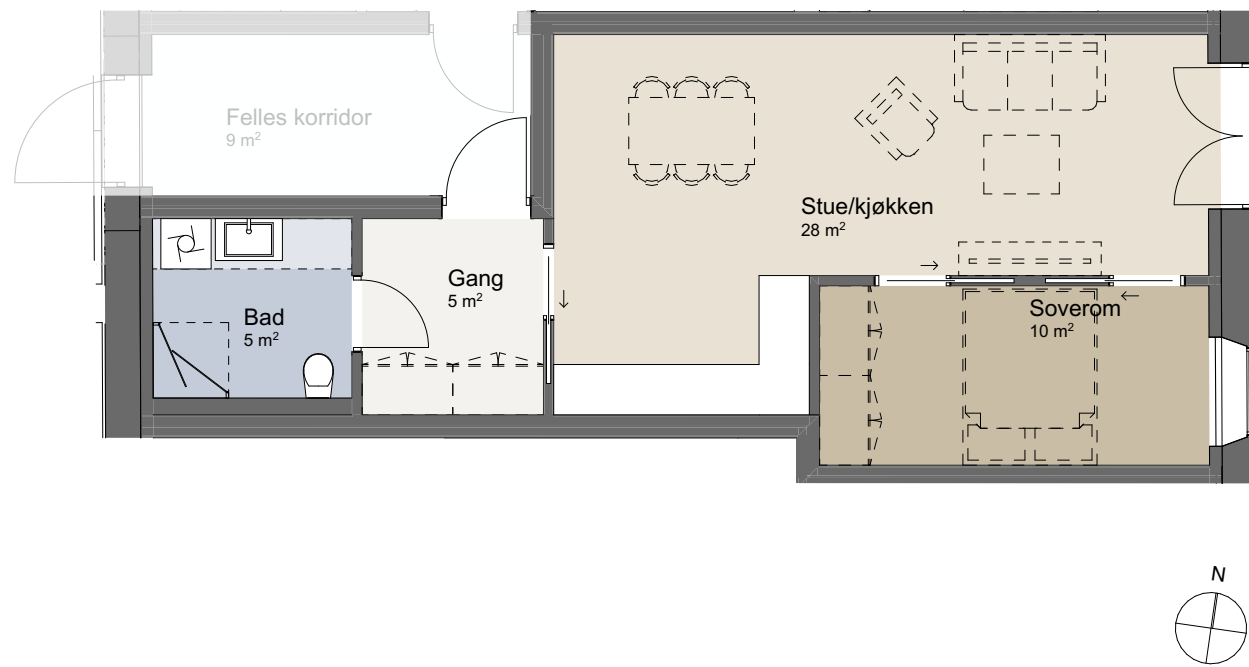 Felles korridor
9 m²
Stue/kjøkken
28 m²
Gang
5 m²
Bad
5 m²
Soverom
10 m²
N